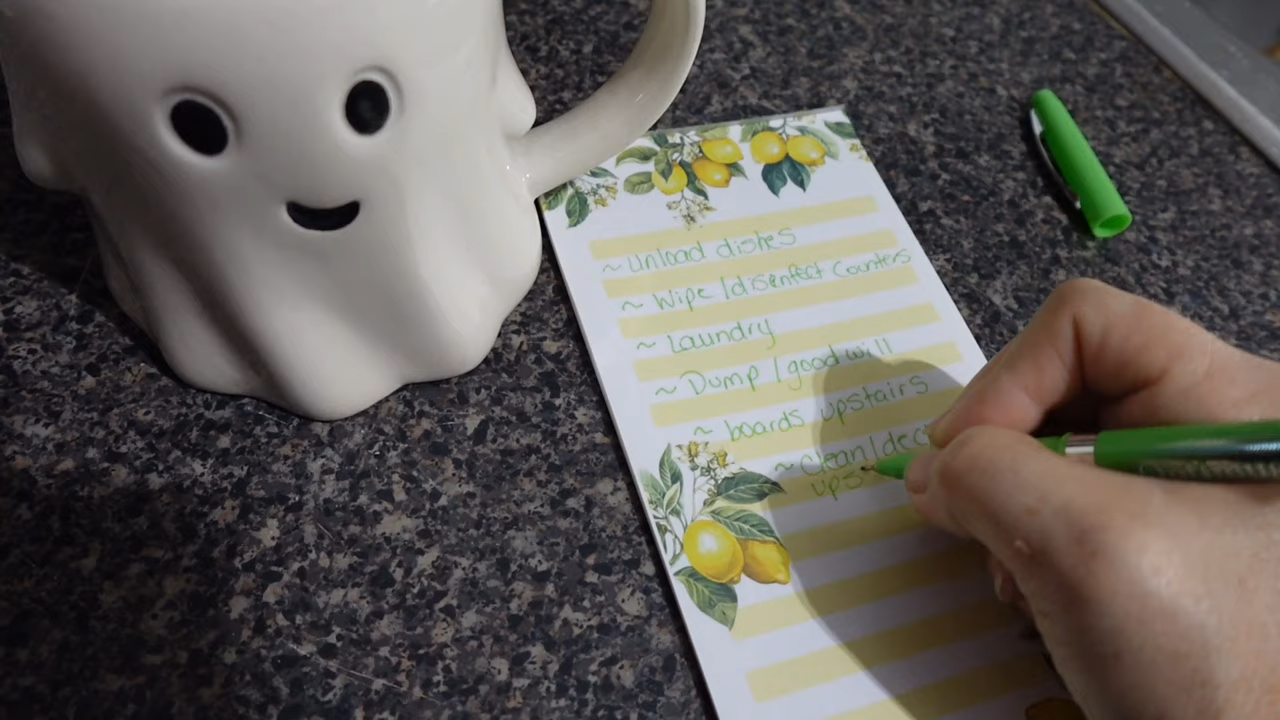 ~ unload dishes
~ Wipe /disenfect Counters
~ Laundry
~ Dump /good will
~ boards upstairs
~ clean/dec
ups